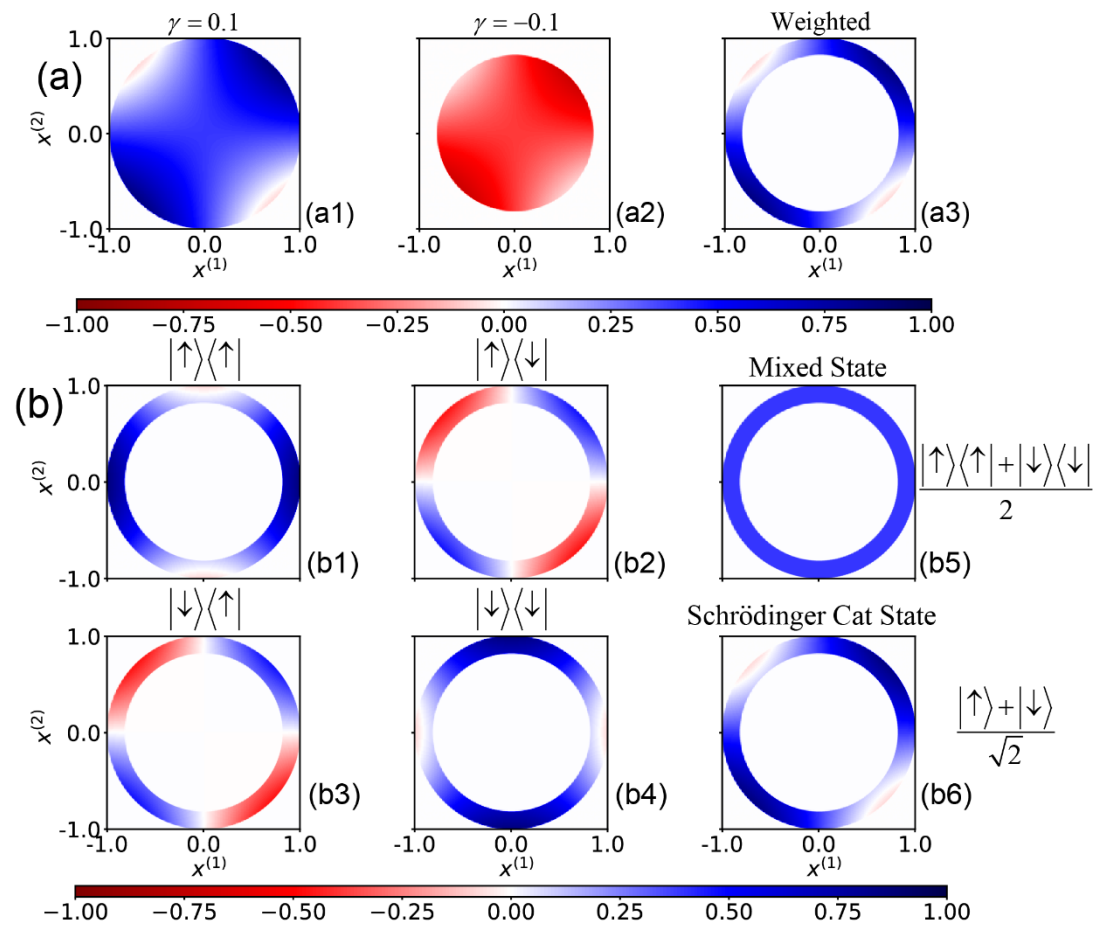 γ = 0.1
γ = −0.1
Weighted
(a)
1.0
0.0
-1.0
x(2)
-1.0 0.0 1.0
x(1)
(a1)
-1.0 0.0 1.0
x(1)
(a2)
-1.0 0.0 1.0
x(1)
(a3)
−1.00 −0.75 −0.50 −0.25 0.00 0.25 0.50 0.75 1.00
|↑⟩⟨↑|
|↑⟩⟨↓|
Mixed State
(b)
1.0
0.0
-1.0
x(2)
(b1)
(b2)
(b5)
|↑⟩⟨↑|+|↓⟩⟨↓|
2
|↓⟩⟨↑|
|↓⟩⟨↓|
Schrödinger Cat State
1.0
0.0
-1.0
x(2)
-1.0 0.0 1.0
x(1)
(b3)
-1.0 0.0 1.0
x(1)
(b4)
-1.0 0.0 1.0
x(1)
(b6)
|↑⟩+|↓⟩
√2
−1.00 −0.75 −0.50 −0.25 0.00 0.25 0.50 0.75 1.00